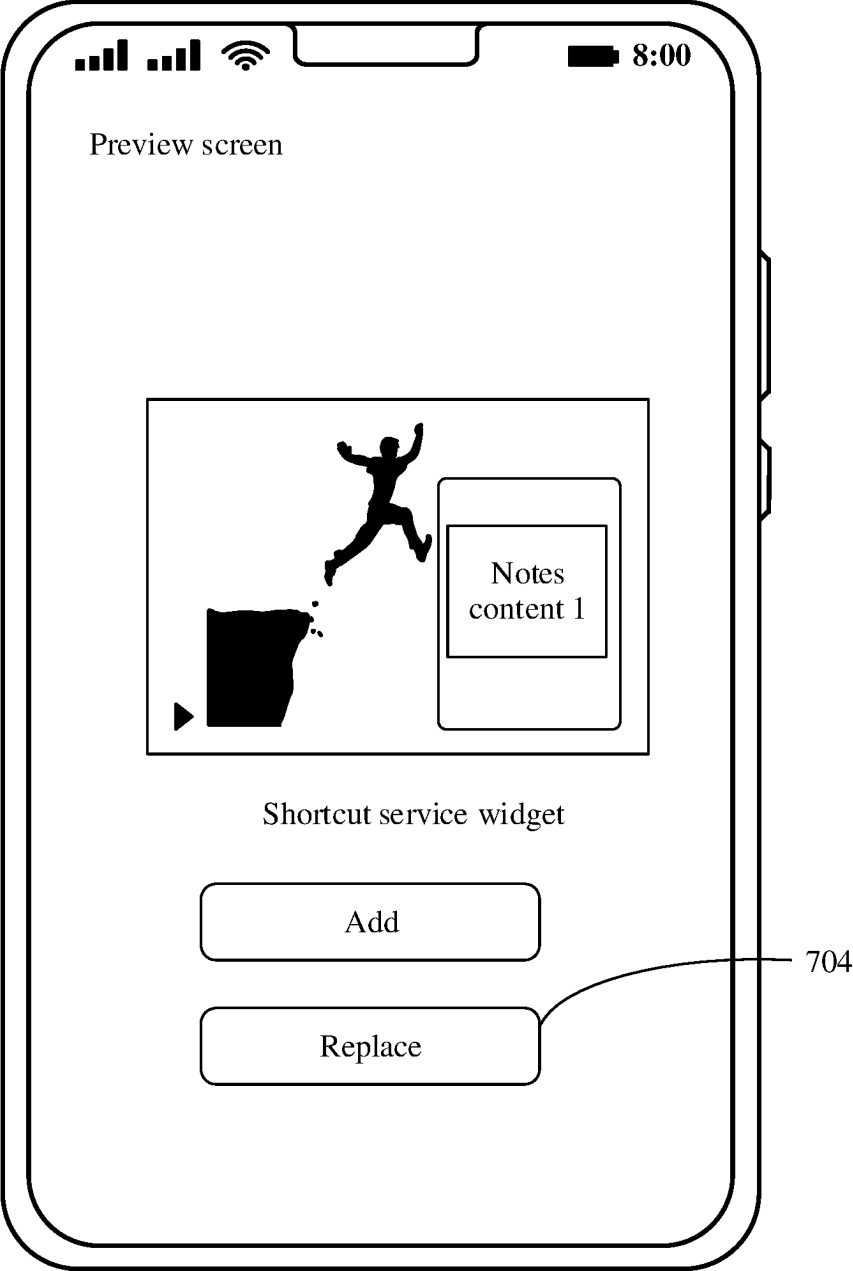 8:00
Preview screen
Notes
content 1
Shortcut service widget
Add
704
Replace